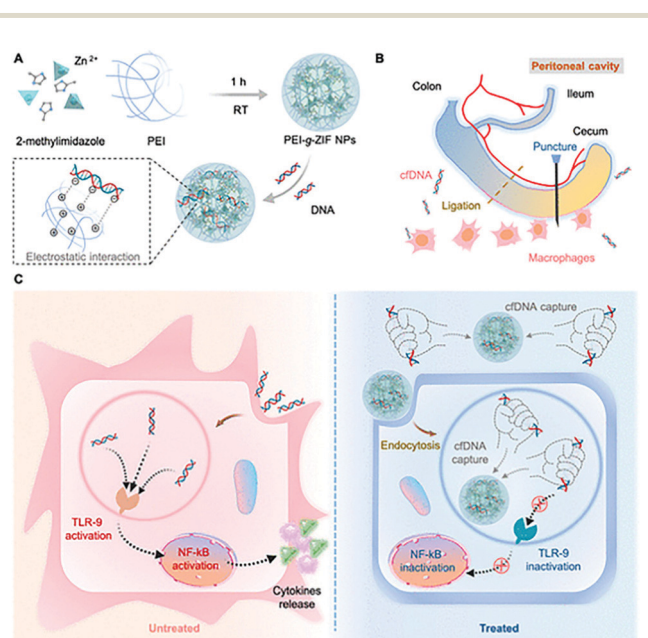 A
Zn 2+
1 h
RT
2-methylimidazole
PEI
PEI-g-ZIF NPs
DNA
Electrostatic interaction
B
Peritoneal cavity
Colon
Ileum
Cecum
Puncture
cfDNA
Ligation
Macrophages
C
TLR-9
activation
NF-kB
activation
Cytokines
release
Untreated
cfDNA capture
Endocytosis
cfDNA
capture
NF-kB
inactivation
TLR-9
inactivation
Treated